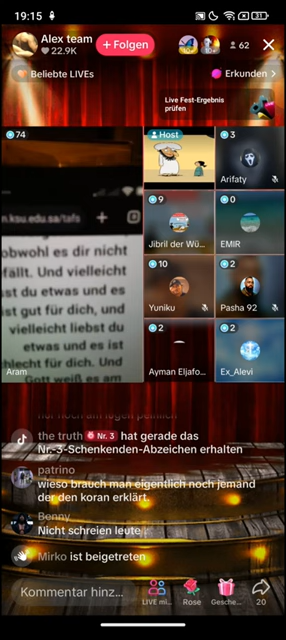 19:15
31
Alex team
22.9K
+ Folgen
62
Beliebte LIVEs
Erkunden >
Live Fest-Ergebnis
prüfen
74
Host
3
Arifaty
n.ksu.edu.sa/tafs
obwohl es dir nicht
fällt. Und vielleicht
st du etwas und es
ist gut für dich, und
vielleicht liebst du
etwas und es ist
schlecht für dich. Und
Gott weiß es am
Aram
9
Jibril der Wü...
0
EMIR
10
Yuniku
2
Pasha 92
2
Ayman Eljafo...
2
Ex_Alevi
the truth Nr. 3 hat gerade das
Nr.-3-Schenkenden-Abzeichen erhalten
patrino
wieso brauch man eigentlich noch jemand
der den koran erklärt.
Benny
Nicht schreien leute
Mirko ist beigetreten
Kommentar hinz...
LIVE mi...
Rose
Gesche...
20